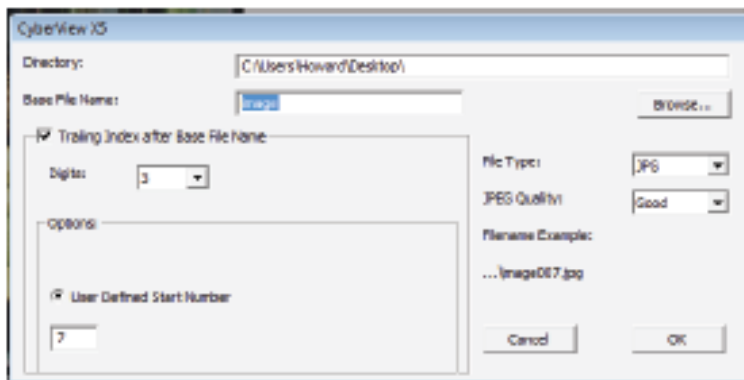 CyberView X5
Directory:
C:\Users\Howard\Desktop\
Base File Name:
Image
Browse...
Trailing Index after Base File Name
Digits:
3
File Type:
JPG
JPEG Quality:
Good
Options
Filename Example:
...\Image007.jpg
User Defined Start Number
7
Cancel
OK